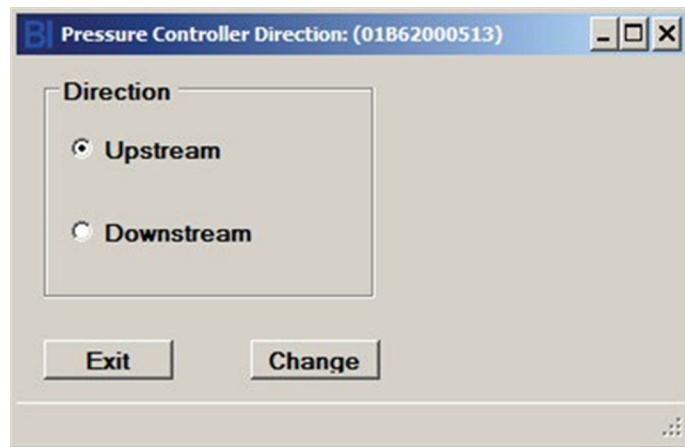 BI Pressure Controller Direction: (01B62000513)
Direction
Upstream
Downstream
Exit Change